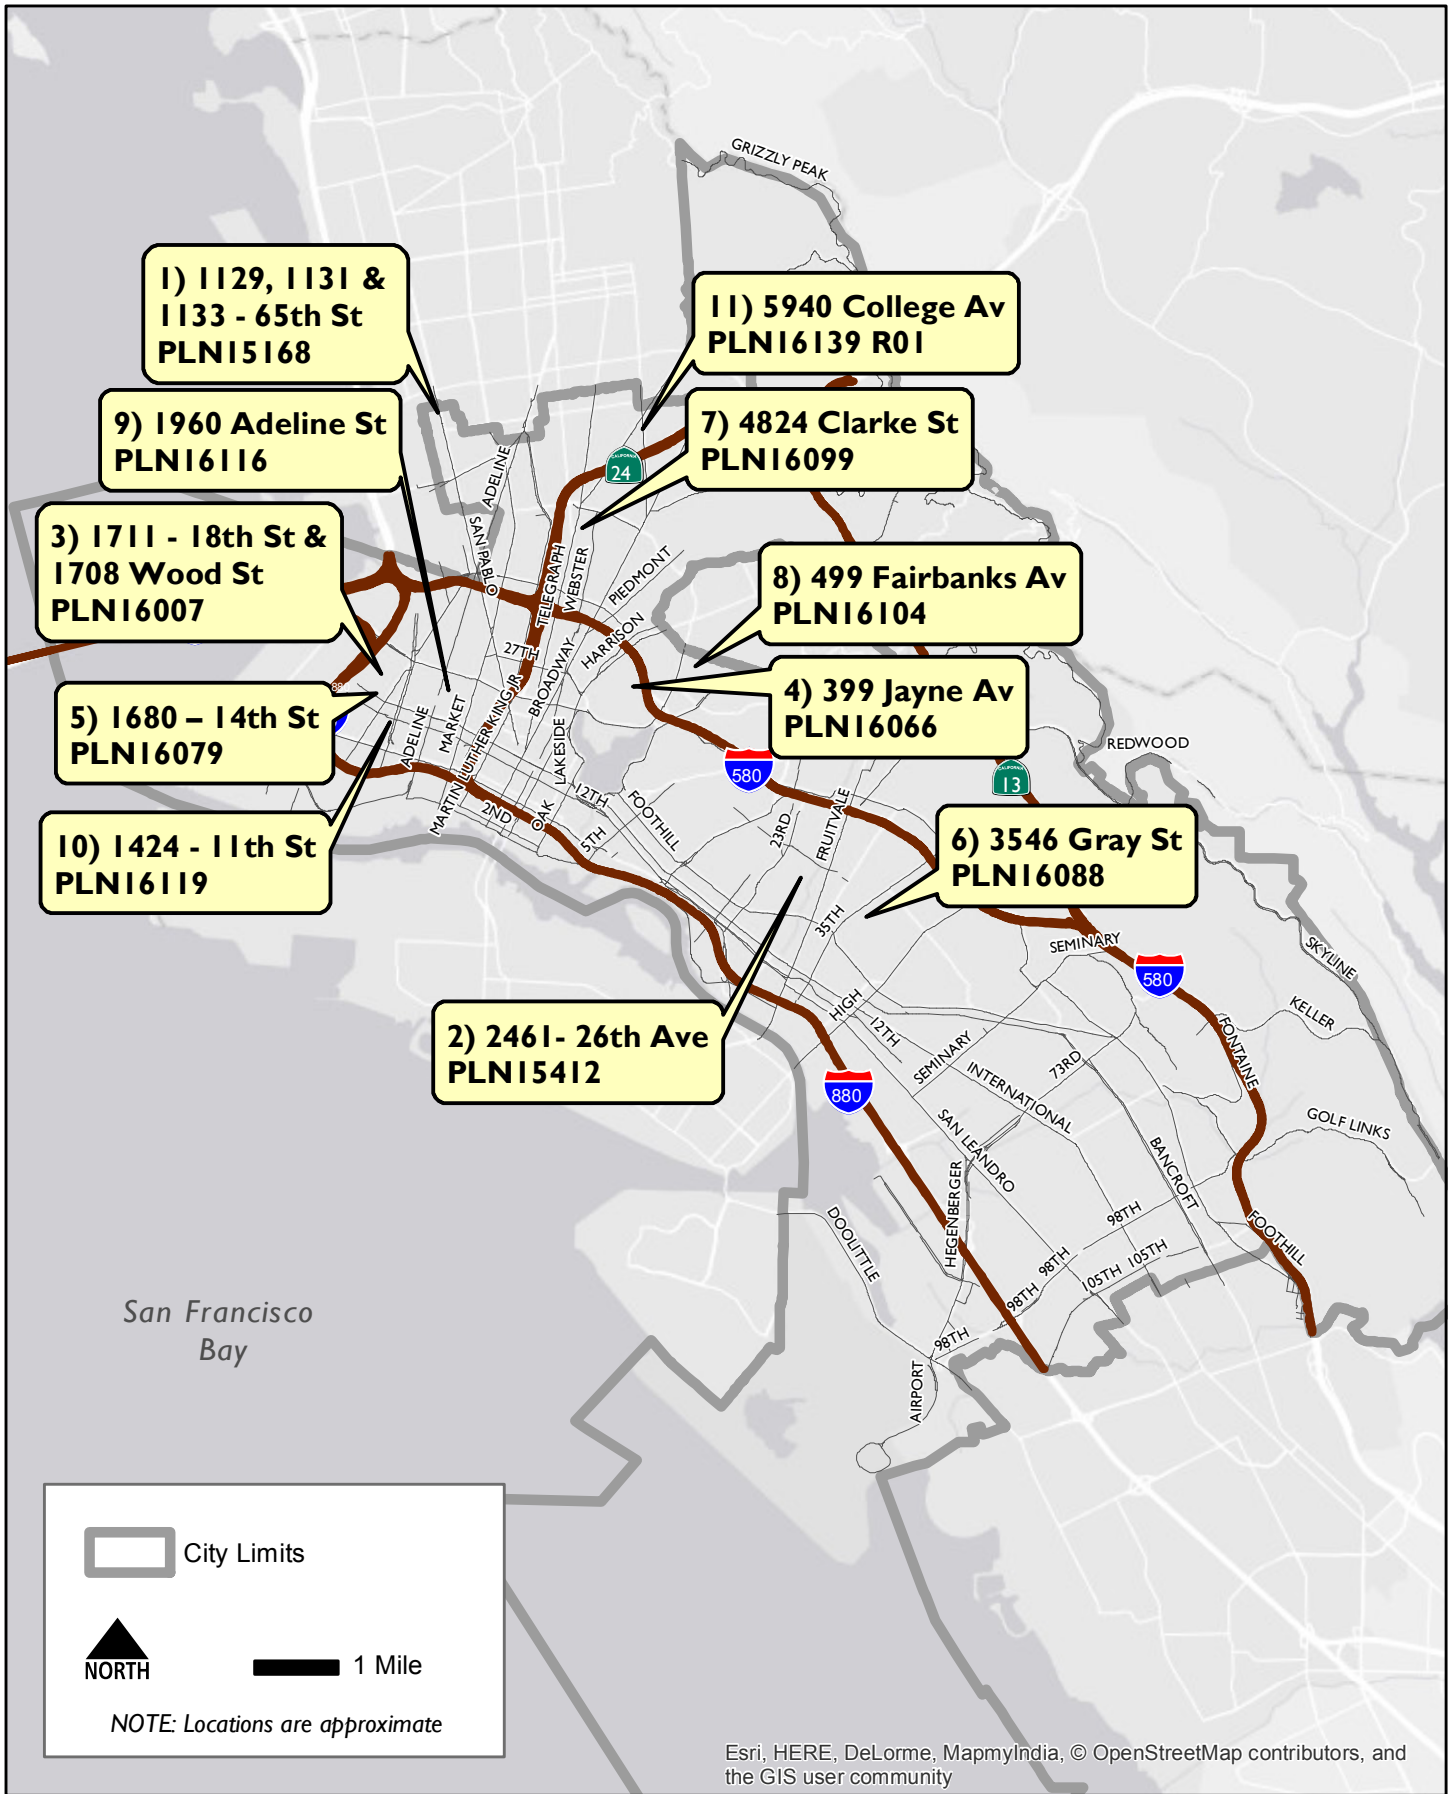 GRIZZLY PEAK
1) 1129, 1131 &
1133 - 65th St
PLN15168
11) 5940 College Av
PLN16139 R01
9) 1960 Adeline St
PLN16116
7) 4824 Clarke St
PLN16099
CALIFORNIA
24
ADELINE
SAN PABLO
3) 1711 - 18th St &
1708 Wood St
PLN16007
TELEGRAPH
WEBSTER
PIEDMONT
8) 499 Fairbanks Av
PLN16104
27TH
HARRISON
BROADWAY
4) 399 Jayne Av
PLN16066
5) 1680 – 14th St
PLN16079
ADELINE
MARKET
MARTIN LUTHER KING JR
LAKESIDE
REDWOOD
580
CALIFORNIA
13
12TH
2ND
OAK
5TH
FOOTHILL
23RD
FRUITVALE
10) 1424 - 11th St
PLN16119
6) 3546 Gray St
PLN16088
35TH
SEMINARY
SKYLINE
580
KELLER
2) 2461- 26th Ave
PLN15412
HIGH
12TH
FONTAINE
SEMINARY
73RD
INTERNATIONAL
880
GOLF LINKS
SAN LEANDRO
BANCROFT
HEGENBERGER
DOOLITTLE
98TH
FOOTHILL
98TH
105TH
105TH
98TH
98TH
AIRPORT
San Francisco
Bay
City Limits
NORTH
1 Mile
NOTE: Locations are approximate
Esri, HERE, DeLorme, MapmyIndia, © OpenStreetMap contributors, and
the GIS user community